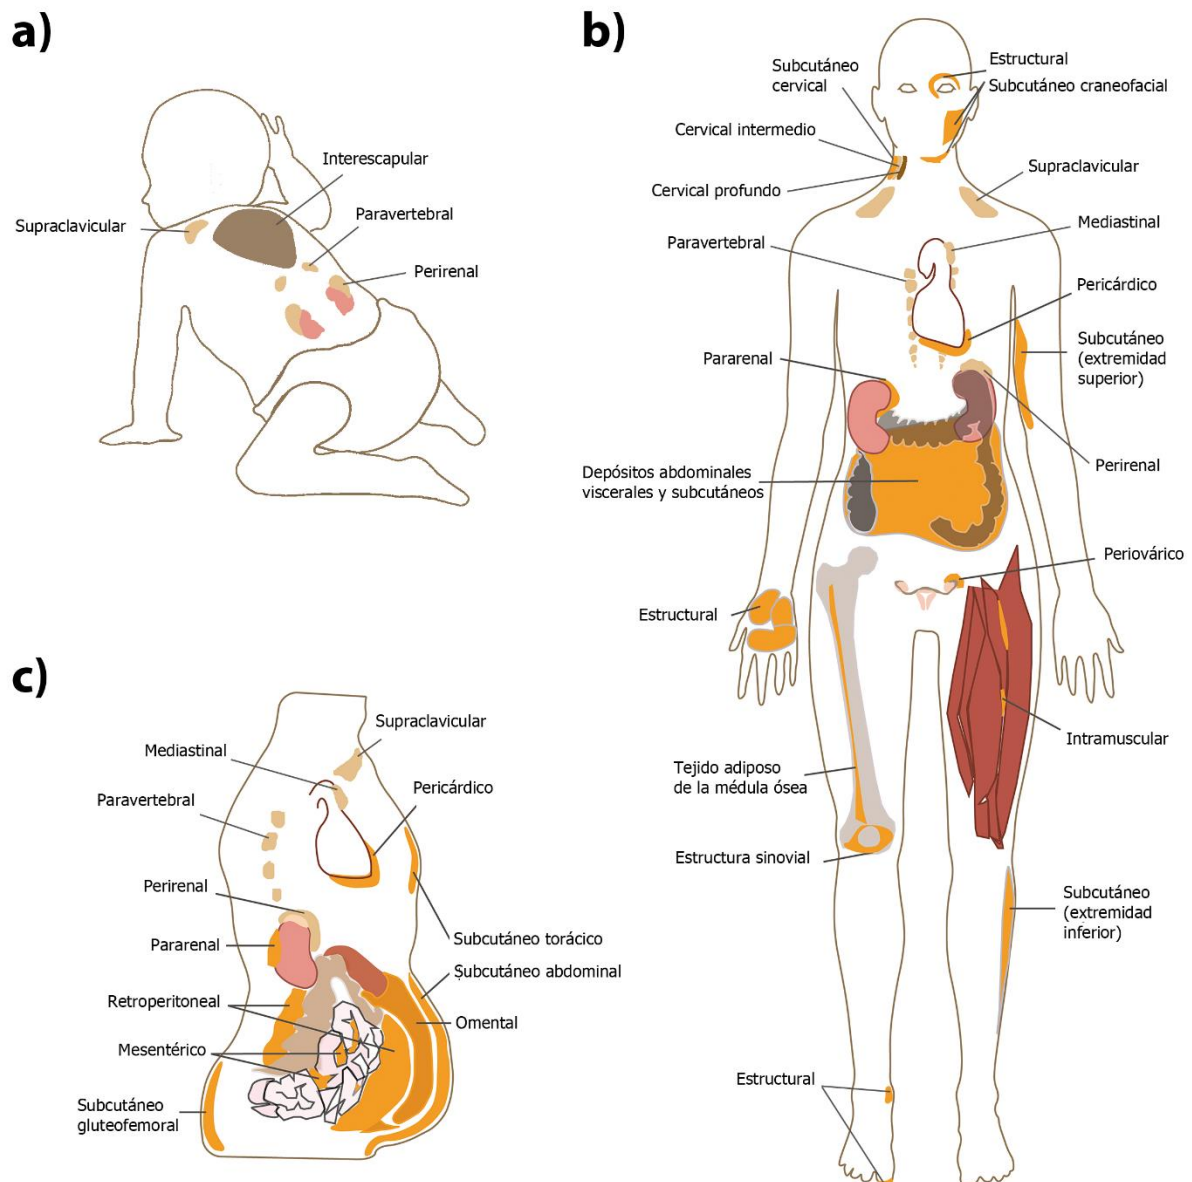 a)
Interescapular
Paravertebral
Supraclavicular
Perirenal
b)
Estructural
Subcutáneo
cervical
Subcutáneo craneofacial
Cervical intermedio
Supraclavicular
Cervical profundo
Mediastinal
Paravertebral
Pericárdico
Subcutáneo
(extremidad
superior)
Pararenal
Perirenal
Depósitos abdominales
viscerales y subcutáneos
Periovárico
Estructural
Intramuscular
Tejido adiposo
de la médula ósea
Estructura sinovial
Subcutáneo
(extremidad
inferior)
Estructural
c)
Supraclavicular
Mediastinal
Pericárdico
Paravertebral
Perirenal
Subcutáneo torácico
Pararenal
Subcutáneo abdominal
Retroperitoneal
Omental
Mesentérico
Subcutáneo
gluteofemoral